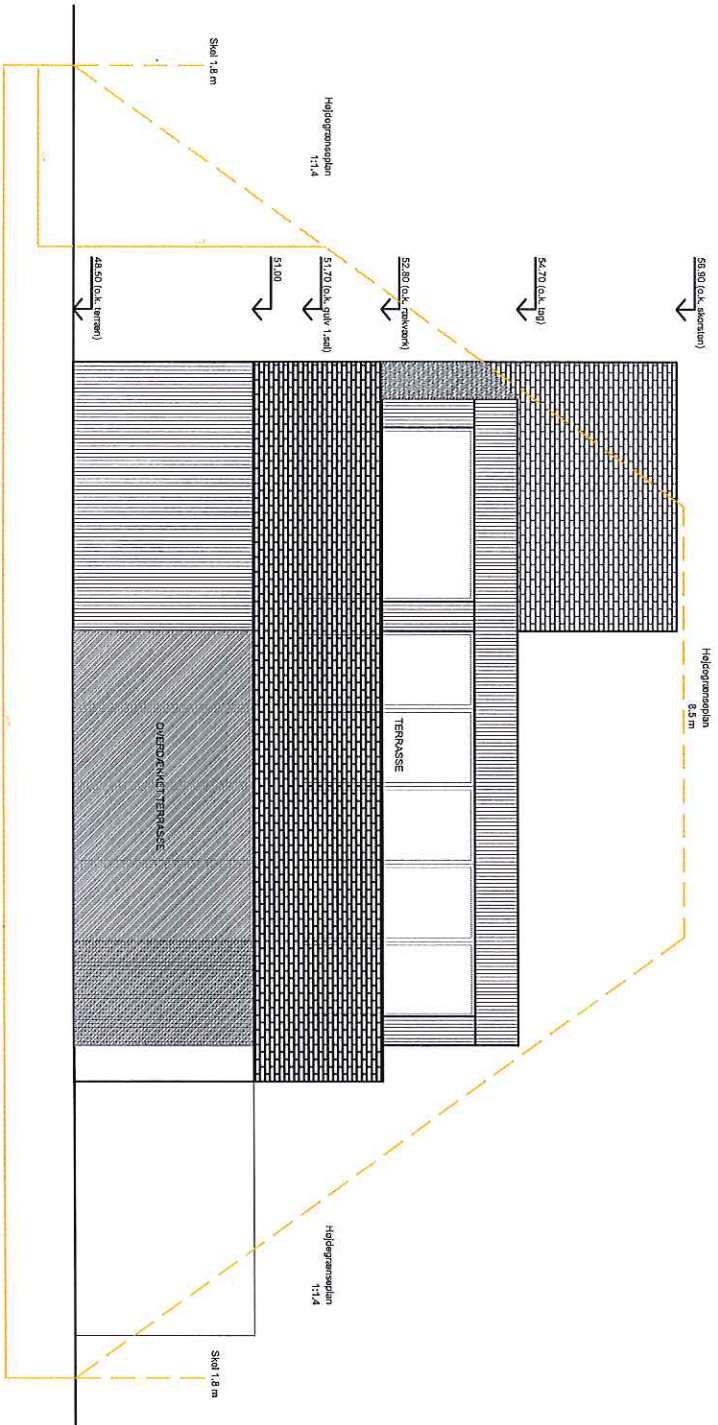 Skel 1,8 m
Højdegrænseplan
1:1.4
56.90 (o.k. skorsten)
54.70 (o.k. tag)
52.80 (o.k. rækværk)
51.70 (o.k. gulv 1.sal)
51.00
48.50 (o.k. terræn)
Højdegrænseplan
8.5 m
TERRASSE
OVERDÆKKET TERRASSE
Højdegrænseplan
1:1.4
Skel 1.8 m